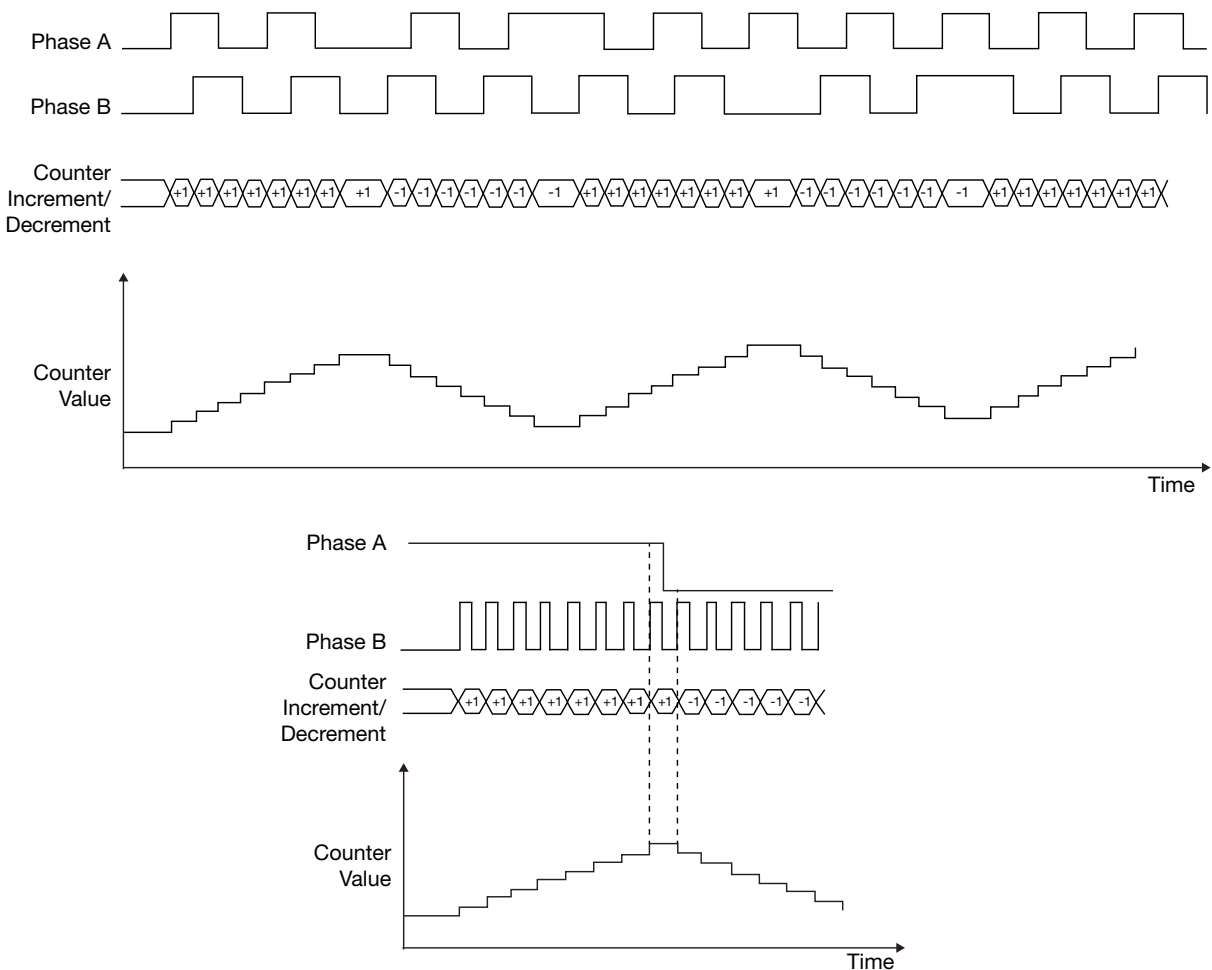 Phase A
Phase B
Counter
Increment/
Decrement
+1 +1 +1 +1 +1 +1 +1 +1 -1 -1 -1 -1 -1 -1 -1 +1 +1 +1 +1 +1 +1 +1 +1 -1 -1 -1 -1 -1 -1 -1 +1 +1 +1 +1 +1 +1 +1
Counter
Value
Time
Phase A
Phase B
Counter
Increment/
Decrement
+1 +1 +1 +1 +1 +1 +1 +1 -1 -1 -1 -1 -1
Counter
Value
Time